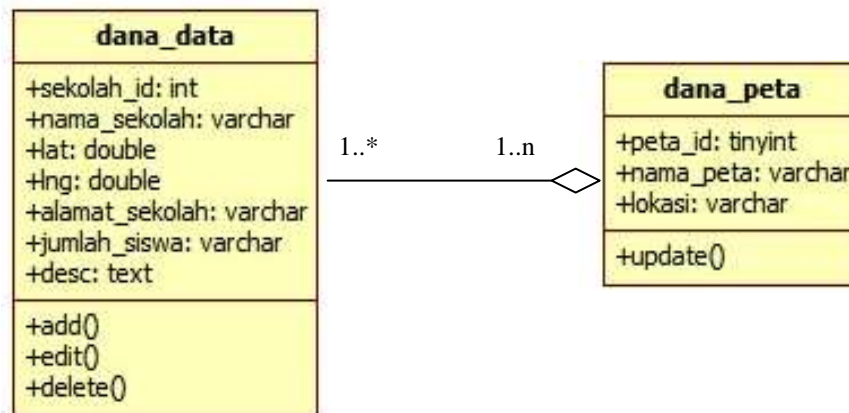 dana_data
+sekolah_id: int
+nama_sekolah: varchar
+lat: double
+lng: double
+alamat_sekolah: varchar
+jumlah_siswa: varchar
+desc: text
+add()
+edit()
+delete()
1..*
1..n
dana_peta
+peta_id: tinyint
+nama_peta: varchar
+lokasi: varchar
+update()